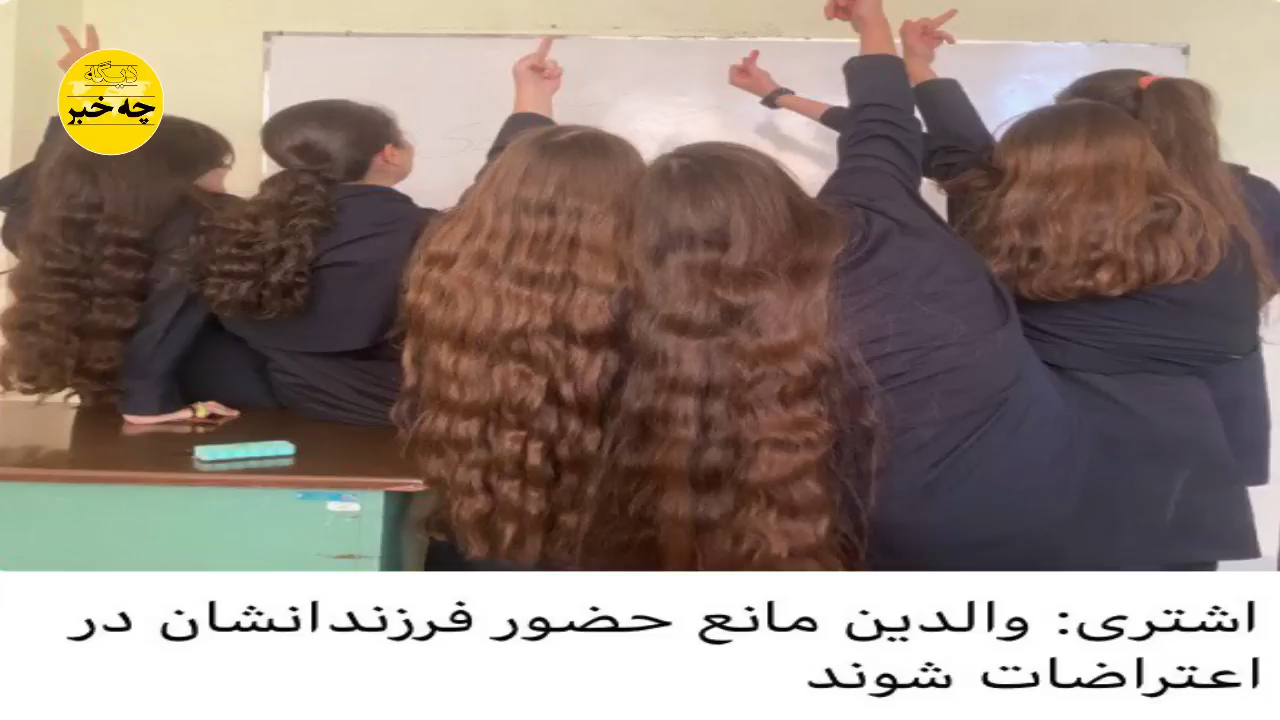 دیگه
چه خبر
اشتری: والدین مانع حضور فرزندانشان در
اعتراضات شوند